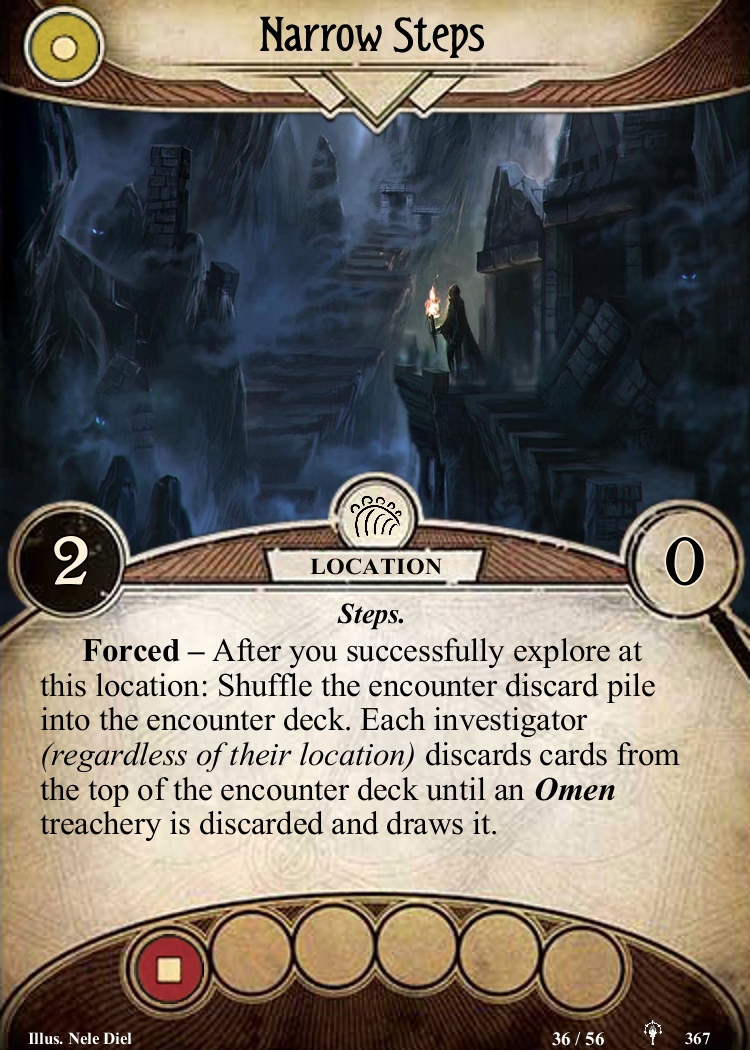 Narrow Steps
2
LOCATION
0
Steps.
Forced – After you successfully explore at
this location: Shuffle the encounter discard pile
into the encounter deck. Each investigator
(regardless of their location) discards cards from
the top of the encounter deck until an Omen
treachery is discarded and draws it.
Illus. Nele Diel
36 / 56
367